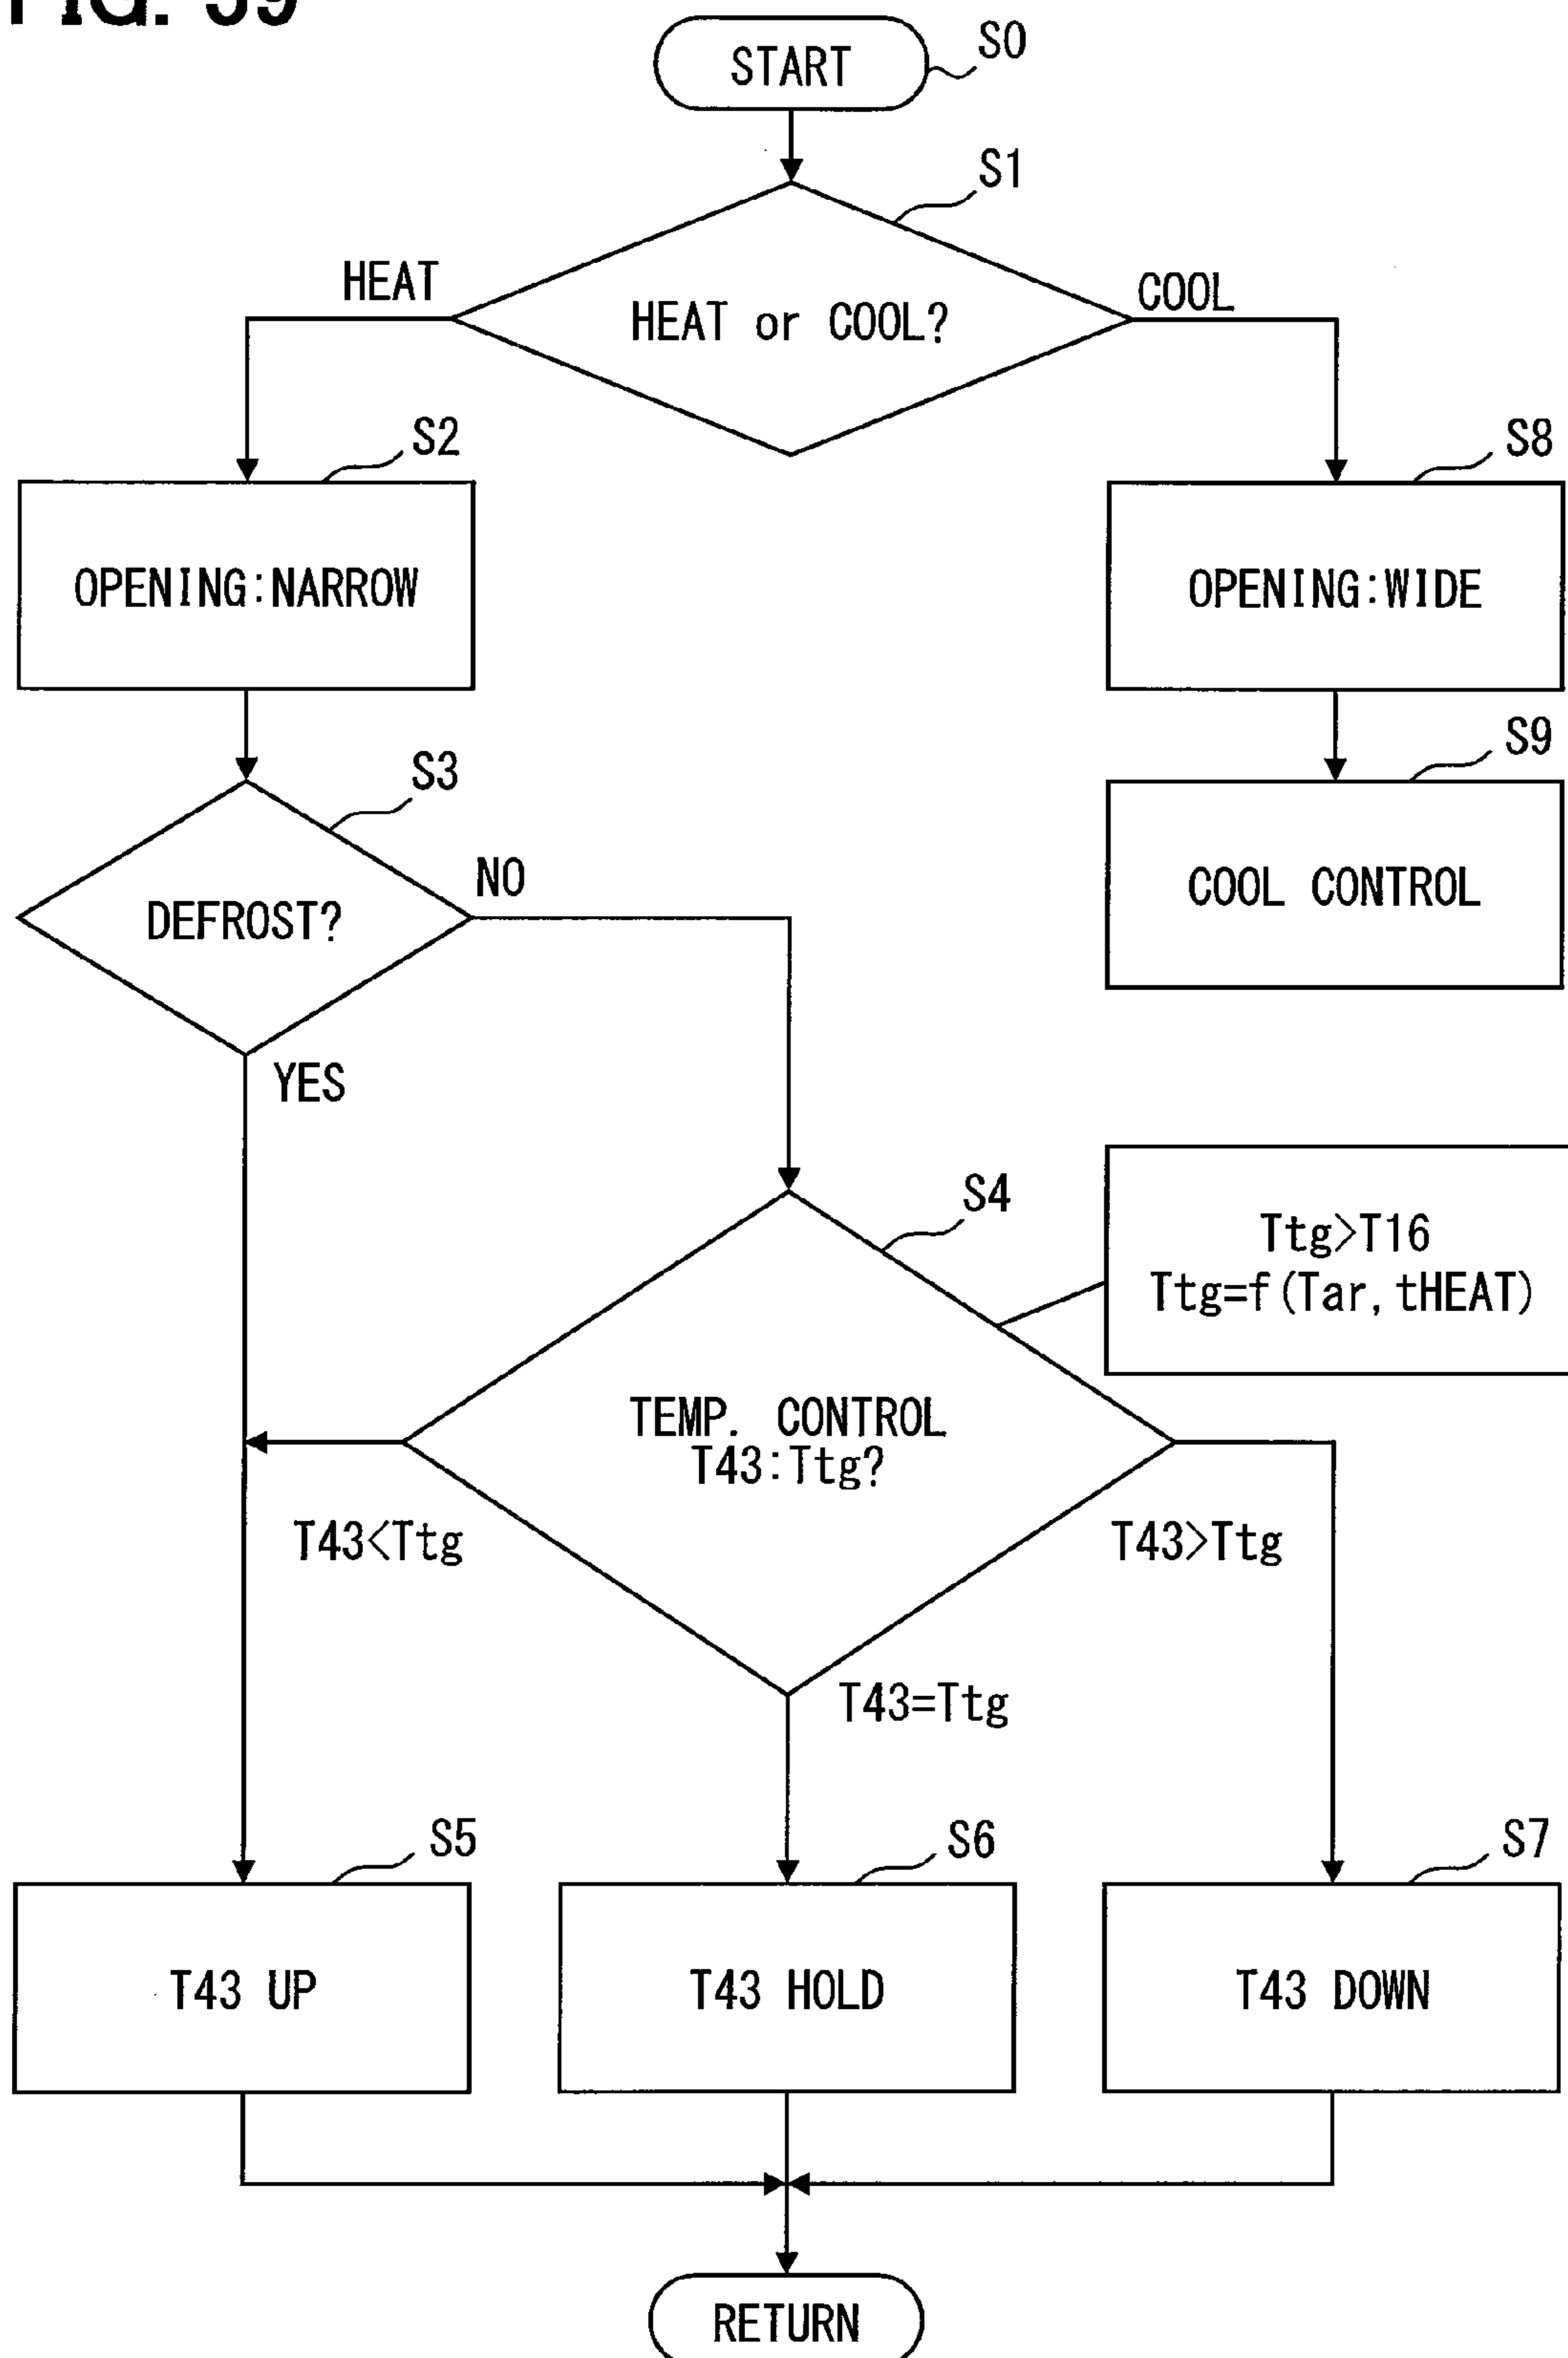 FIG. 39
START
S0
S1
HEAT
HEAT or COOL?
COOL
S2
S8
OPENING:NARROW
OPENING:WIDE
S3
S9
DEFROST?
NO
COOL CONTROL
YES
S4
Ttg>T16
Ttg=f(Tar, tHEAT)
TEMP. CONTROL
T43:Ttg?
T43<Ttg
T43>Ttg
T43=Ttg
S5
S6
S7
T43 UP
T43 HOLD
T43 DOWN
RETURN